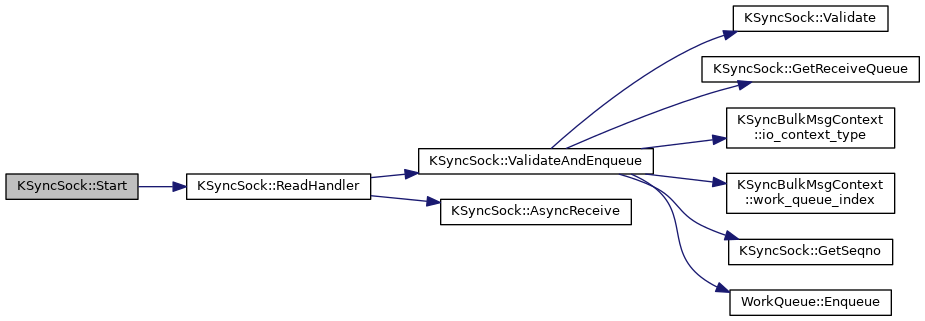 KSyncSock::Start
KSyncSock::ReadHandler
KSyncSock::ValidateAndEnqueue
KSyncSock::AsyncReceive
KSyncSock::Validate
KSyncSock::GetReceiveQueue
KSyncBulkMsgContext
::io_context_type
KSyncBulkMsgContext
::work_queue_index
KSyncSock::GetSeqno
WorkQueue::Enqueue